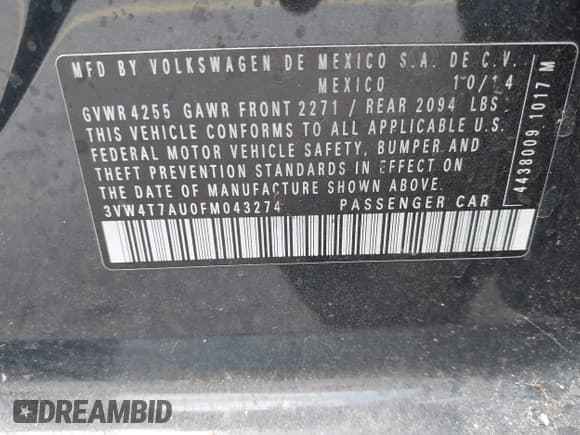 MFD BY VOLKSWAGEN DE MEXICO S.A. DE C.V.
MEXICO 10/14
GVWR 4255 GAWR FRONT 2271 / REAR 2094 LBS
THIS VEHICLE CONFORMS TO ALL APPLICABLE U.S.
FEDERAL MOTOR VEHICLE SAFETY, BUMPER AND
THEFT PREVENTION STANDARDS IN EFFECT ON
THE DATE OF MANUFACTURE SHOWN ABOVE.
3VW4T7AU0FM043274 PASSENGER CAR
4438009 1017 M
DREAMBID